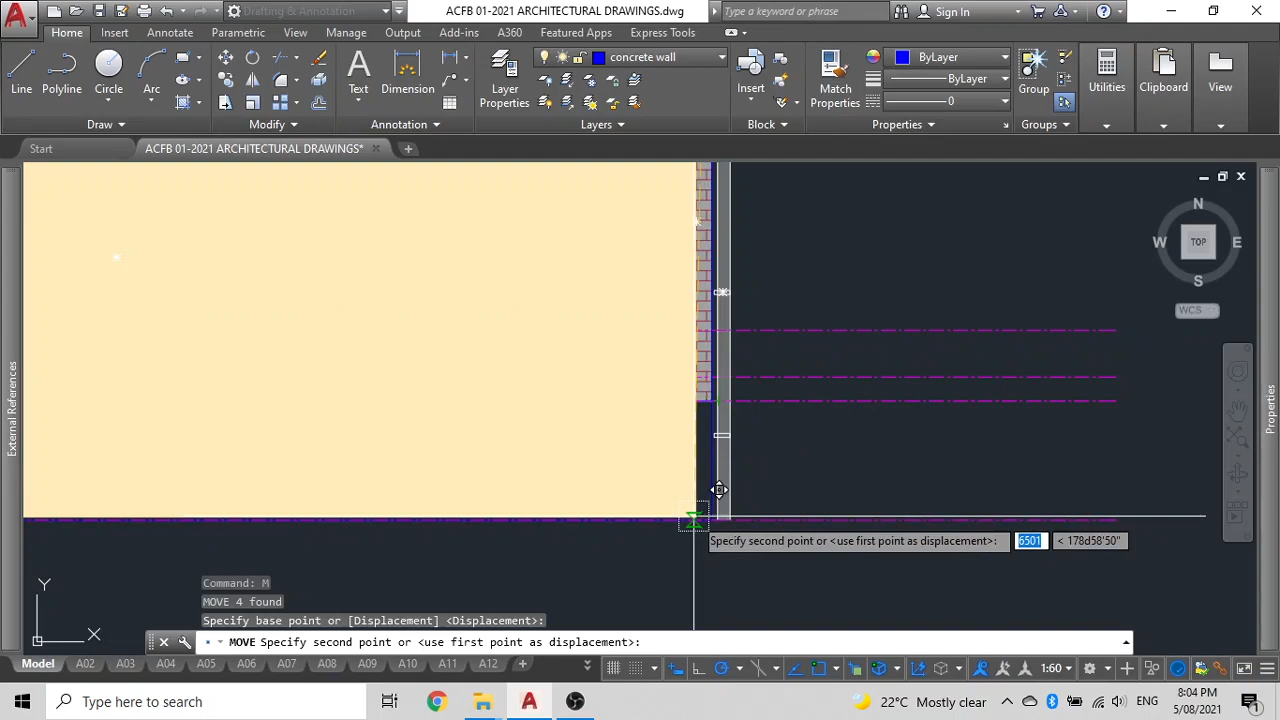 Drafting & Annotation
ACFB 01-2021 ARCHITECTURAL DRAWINGS.dwg
Type a keyword or phrase
Sign In
Home Insert Annotate Parametric View Manage Output Add-ins A360 Featured Apps Express Tools
concrete wall
ByLayer
ByLayer
0
Line Polyline Circle Arc
Text Dimension
Layer Properties
Insert
Match Properties
Group
Utilities
Clipboard
View
Draw Modify Annotation Layers Block Properties Groups
Start
ACFB 01-2021 ARCHITECTURAL DRAWINGS*
N
W TOP E
S
WCS
External References
Properties
Specify second point or <use first point as displacement>: 6501 < 178d58'50"
Y
X
Command: M
MOVE 4 found
Specify base point or [Displacement] <Displacement>:
MOVE Specify second point or <use first point as displacement>:
Model A02 A03 A04 A05 A06 A07 A08 A09 A10 A11 A12
1:60
Type here to search
22°C Mostly clear
ENG
8:04 PM
5/08/2021
1